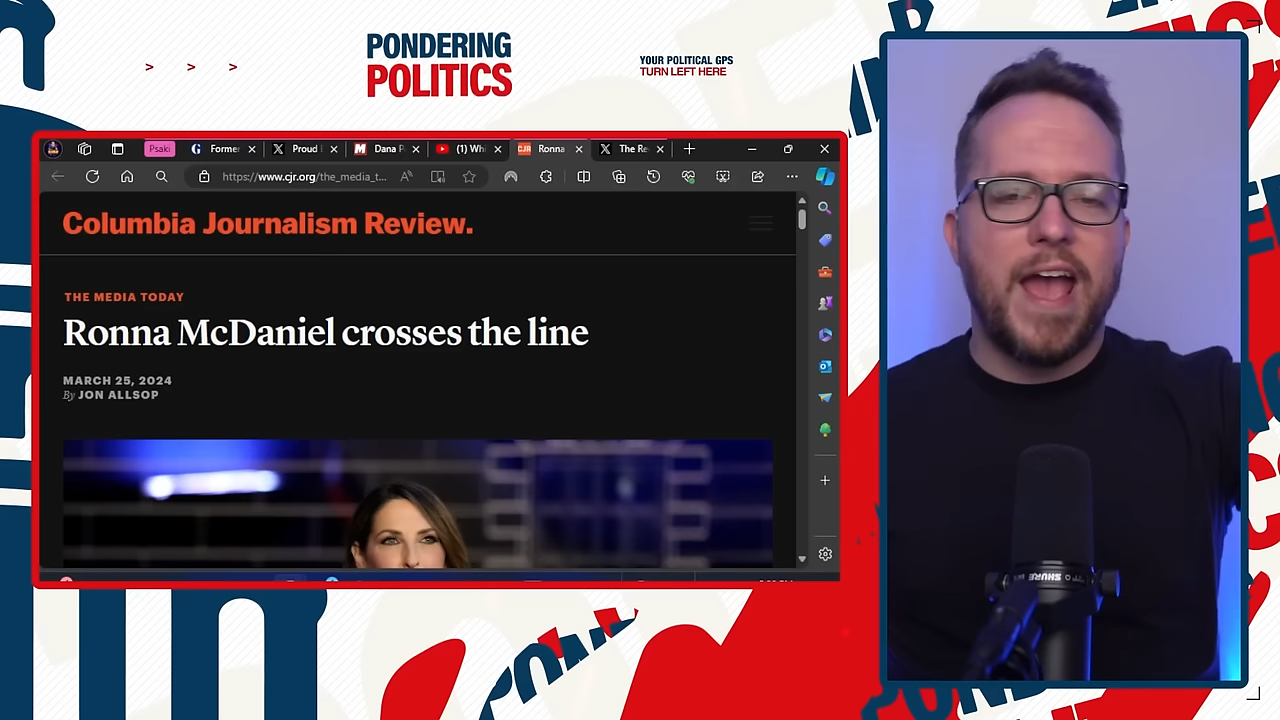 > > >
PONDERING
POLITICS
YOUR POLITICAL GPS
TURN LEFT HERE
Psaki
Former
Proud
Dana P
(1) Whi
Ronna
The Re
https://www.cjr.org/the_media_t...
Columbia Journalism Review.
THE MEDIA TODAY
Ronna McDaniel crosses the line
MARCH 25, 2024
By JON ALLSOP
SHURE